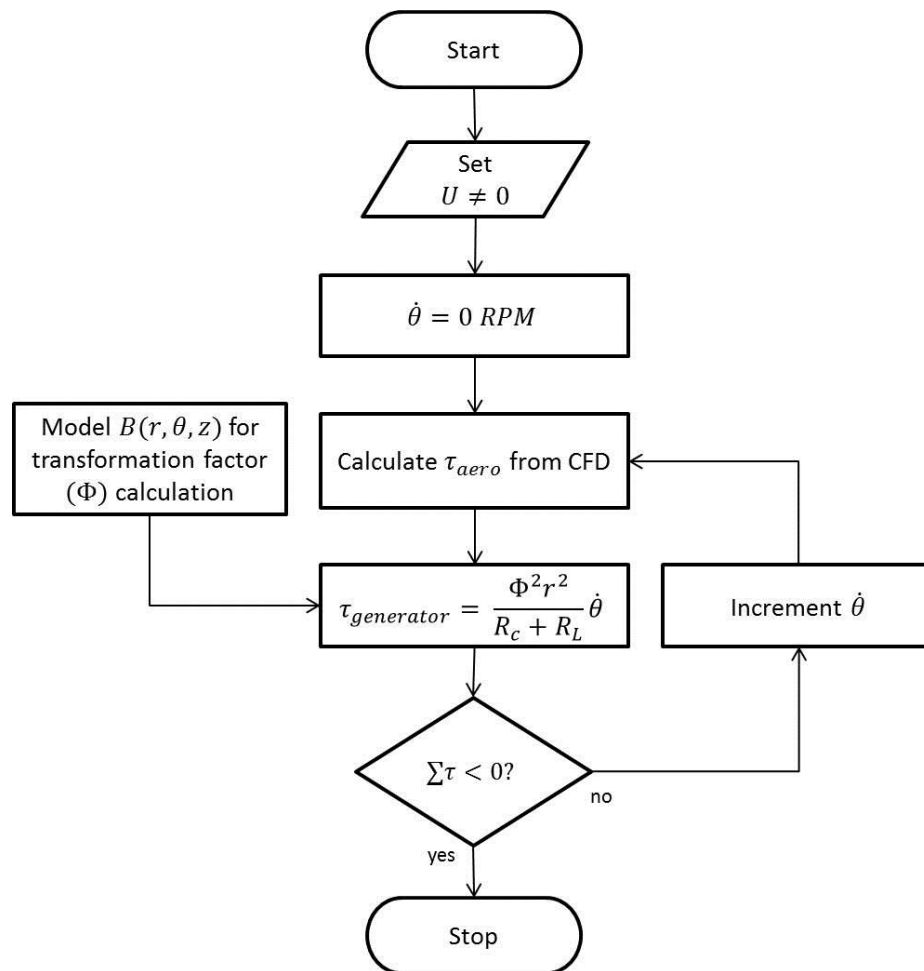 Start
Set
U ≠ 0
θ̇ = 0 RPM
Model B(r, θ, z) for
transformation factor
(Φ) calculation
Calculate τ_aero from CFD
τ_generator = Φ²r² / (R_c + R_L) θ̇
Increment θ̇
∑τ < 0?
no
yes
Stop